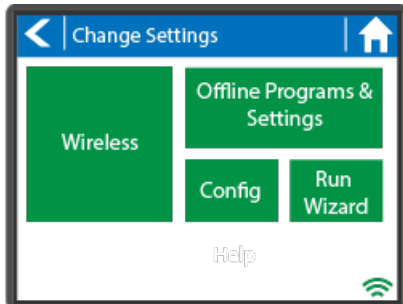 Change Settings
Wireless
Offline Programs &
Settings
Config
Run
Wizard
Help